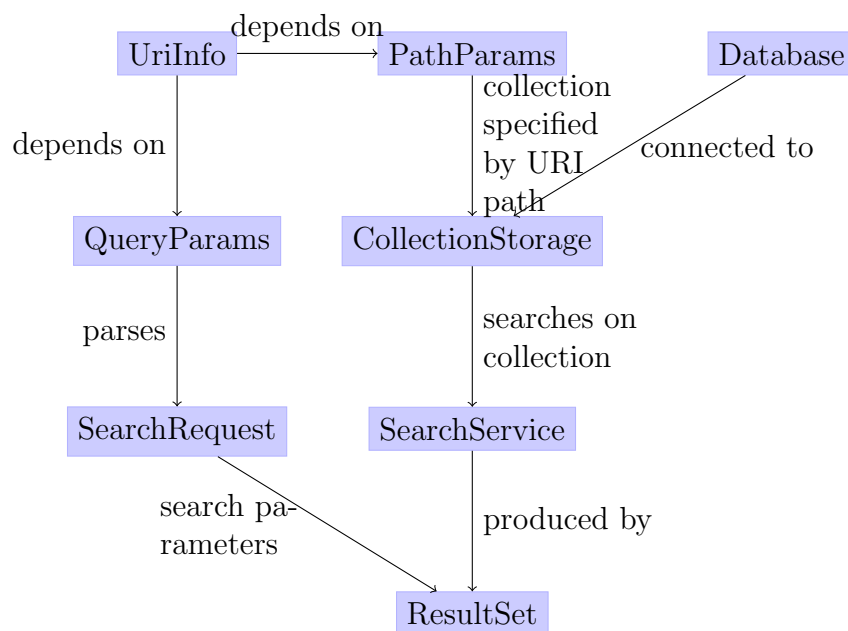 depends on
UriInfo
PathParams
Database
collection
specified
by URI
path
depends on
connected to
QueryParams
CollectionStorage
parses
searches on
collection
SearchRequest
SearchService
search pa-
rameters
produced by
ResultSet